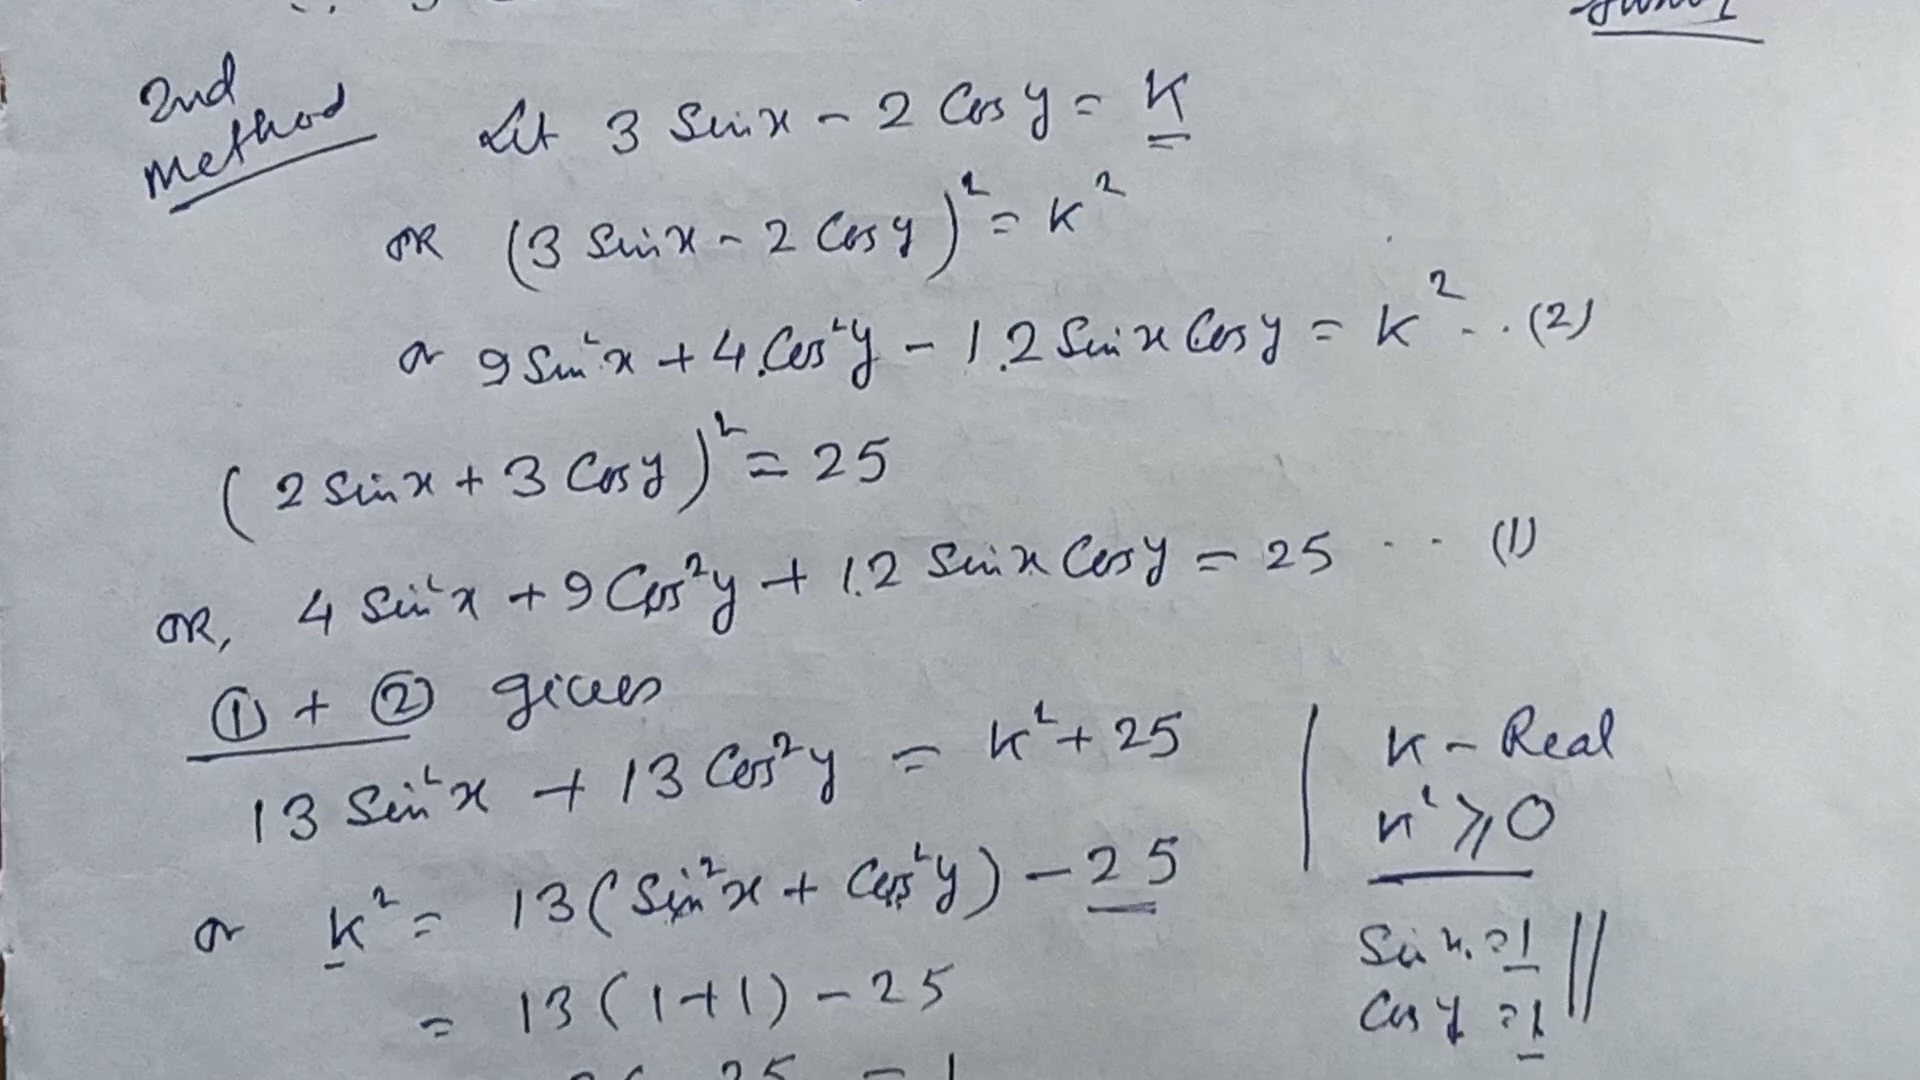 2nd Method
Let 3 Sin x - 2 Cos y = K
OR (3 Sin x - 2 Cos y)² = K²
or 9 Sin²x + 4 Cos²y - 12 Sin x Cos y = K² .. (2)
(2 Sin x + 3 Cos y)² = 25
OR, 4 Sin²x + 9 Cos²y + 12 Sin x Cos y = 25 .. (1)
① + ② gives
13 Sin²x + 13 Cos²y = K² + 25
K - Real
K² ⩾ 0
or K² = 13(Sin²x + Cos²y) - 25
Sin x = 1
= 13(1+1) - 25
Cos y = 1